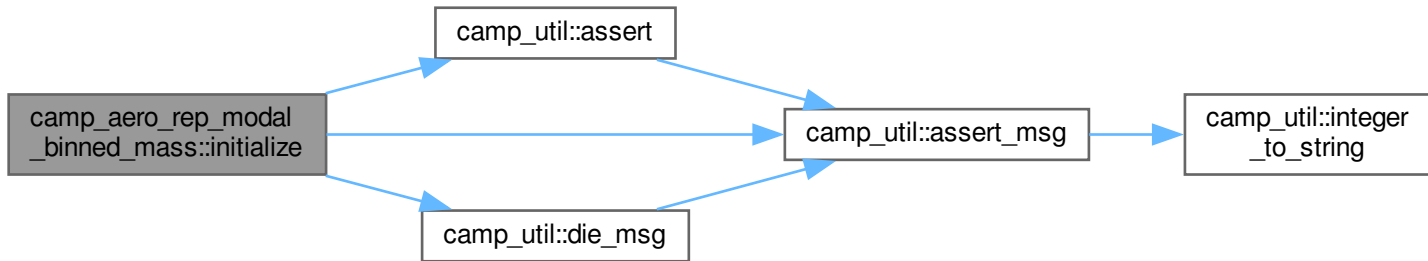 camp_aero_rep_modal
_binned_mass::initialize
camp_util::assert
camp_util::die_msg
camp_util::assert_msg
camp_util::integer
_to_string